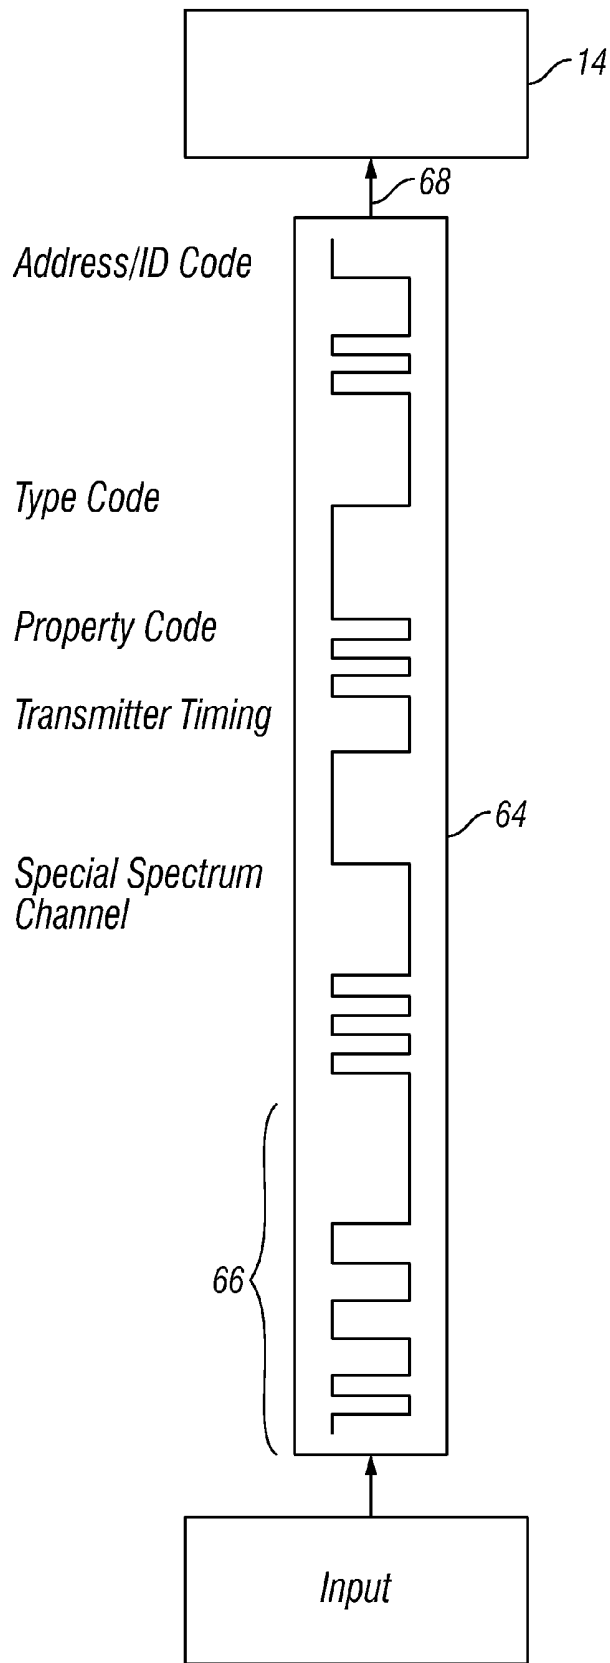 14
68
Address/ID Code
Type Code
Property Code
Transmitter Timing
64
Special Spectrum
Channel
66
Input